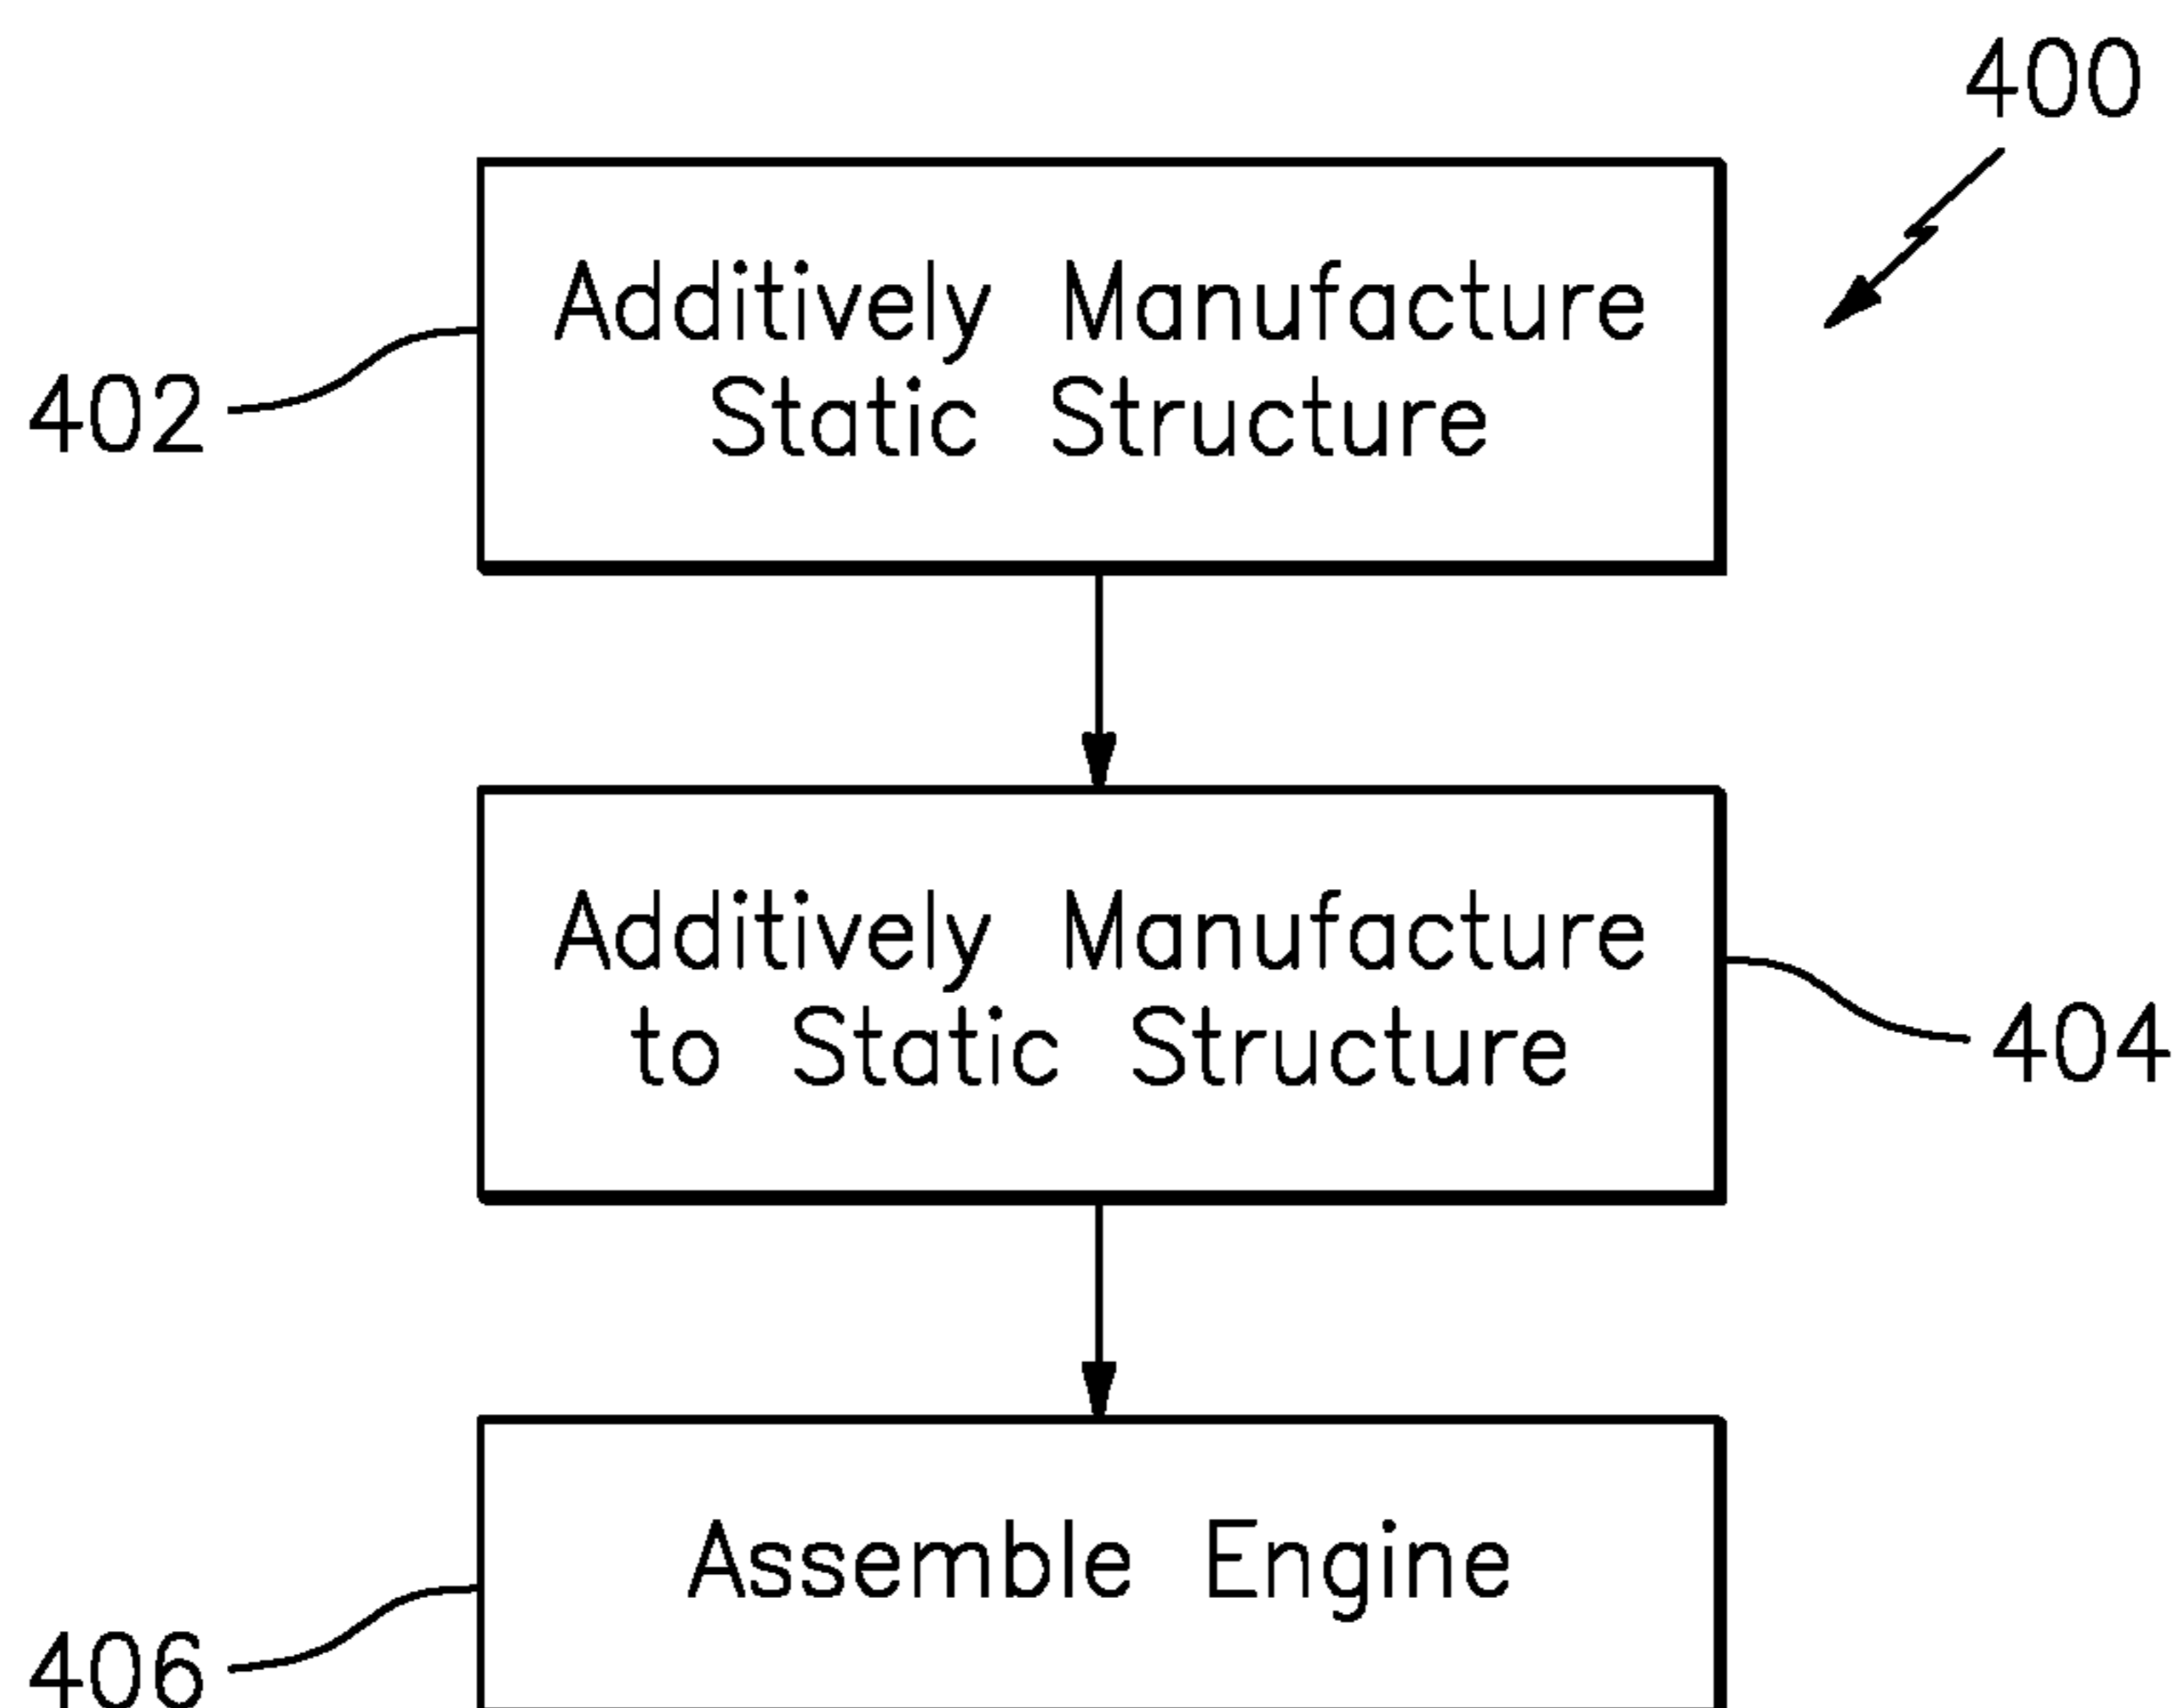 400
Additively Manufacture
Static Structure
402
Additively Manufacture
to Static Structure
404
Assemble Engine
406